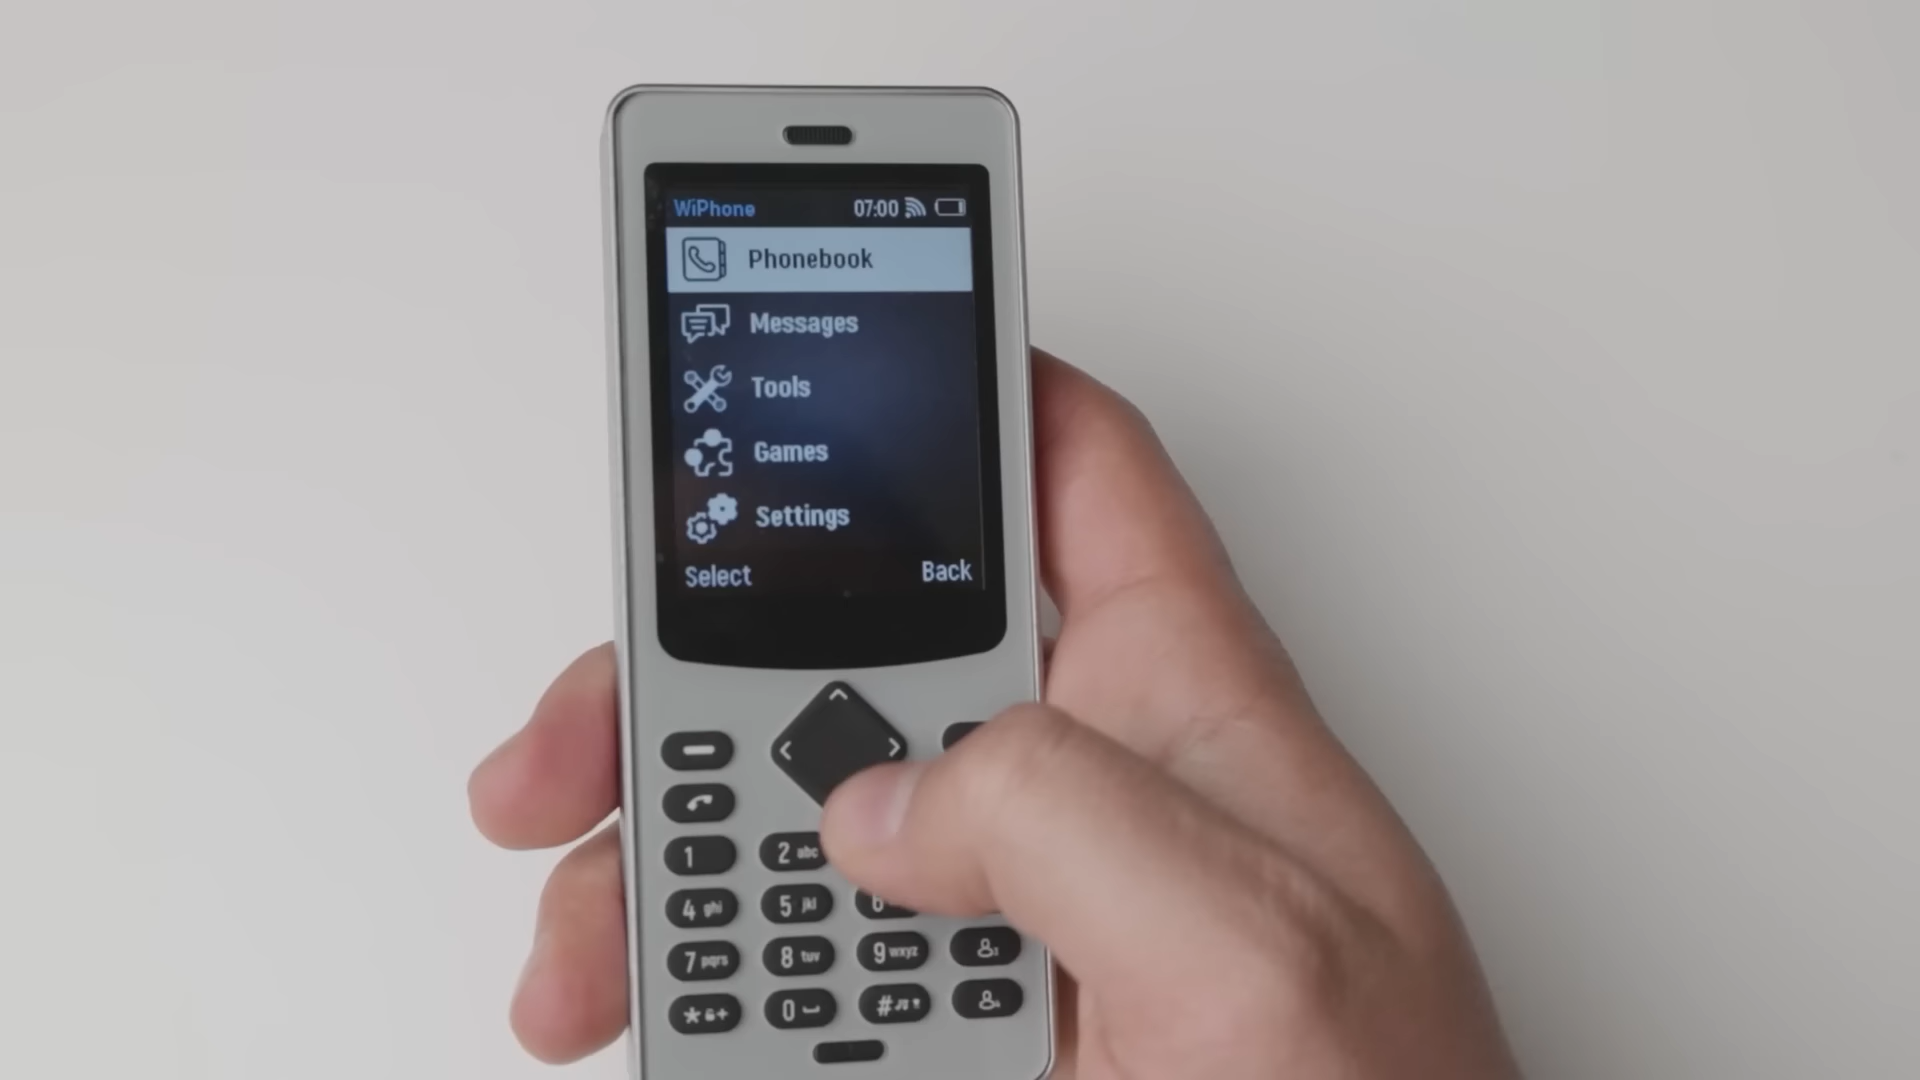 WiPhone 07:00
Phonebook
Messages
Tools
Games
Settings
Select Back
1 2 abc
4 ghi 5 jkl 6
7 pqrs 8 tuv 9 wxyz
* + 0 #